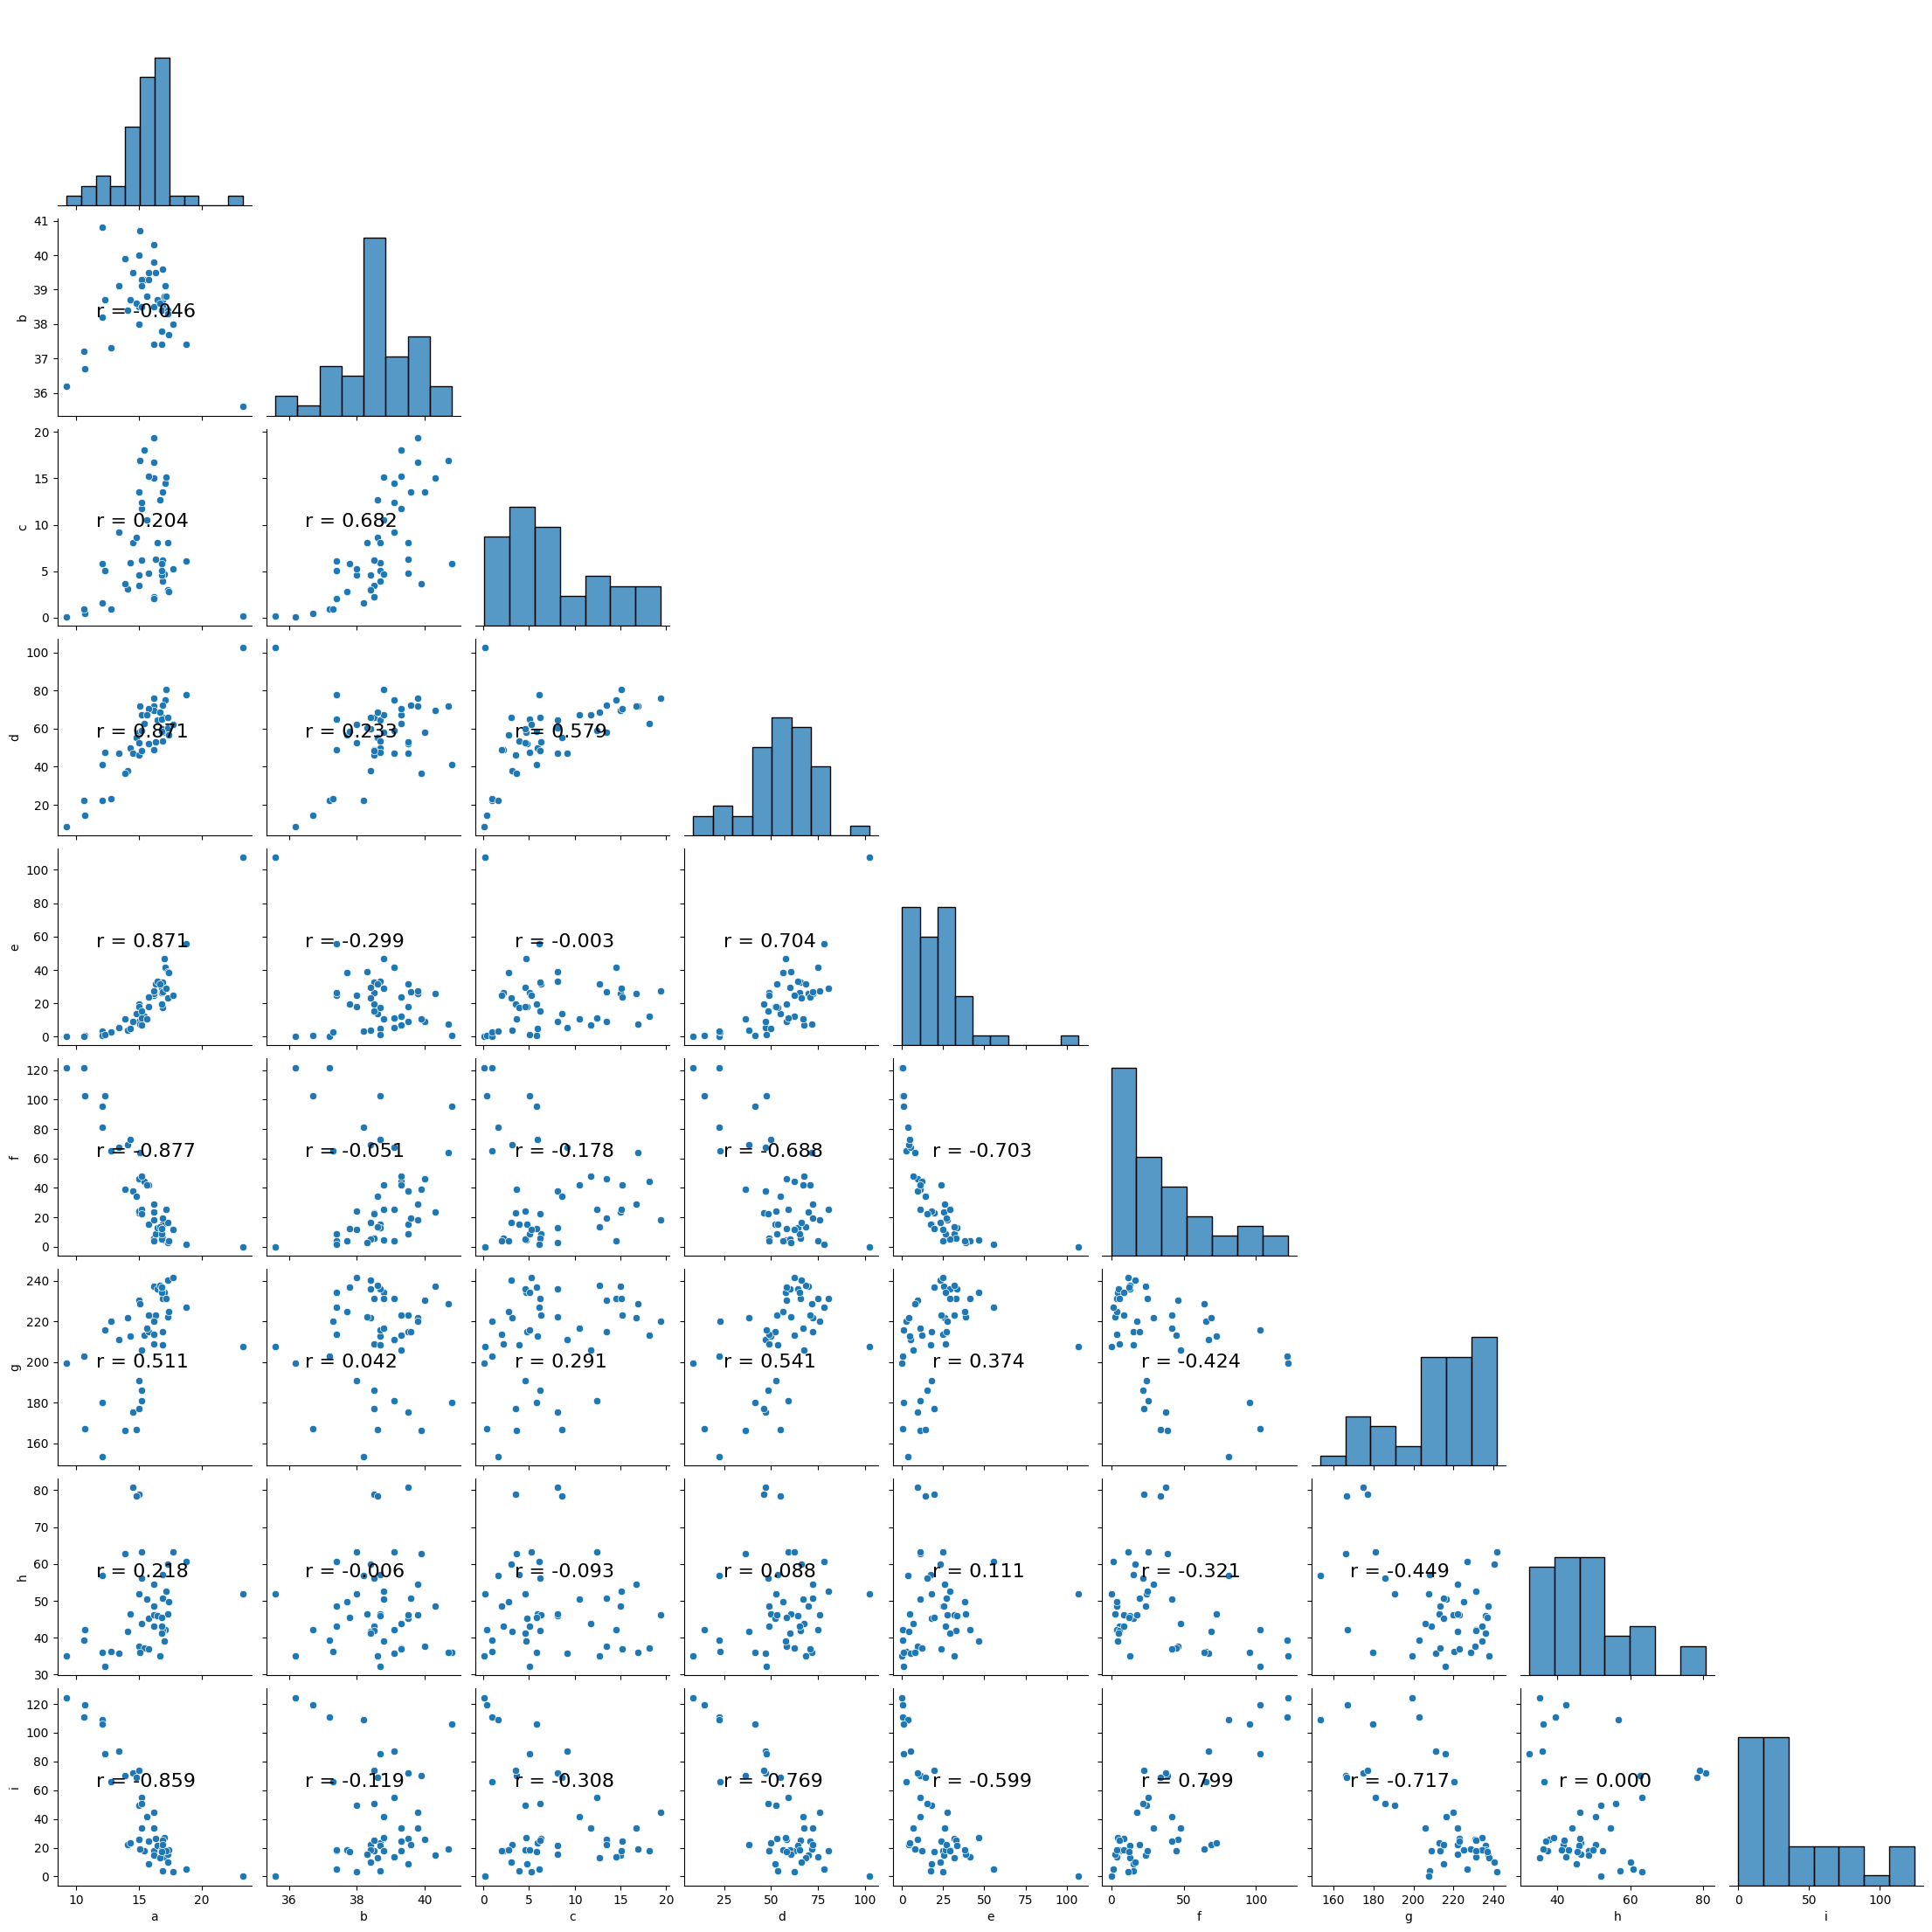 41
40
39
38
37
36
b
r = -0.046
20
15
10
5
0
c
r = 0.204
r = 0.682
100
80
60
40
20
d
r = 0.871
r = 0.233
r = 0.579
100
80
60
40
20
0
e
r = 0.871
r = -0.299
r = -0.003
r = 0.704
120
100
80
60
40
20
0
f
r = -0.877
r = -0.051
r = -0.178
r = -0.688
r = -0.703
240
220
200
180
160
g
r = 0.511
r = 0.042
r = 0.291
r = 0.541
r = 0.374
r = -0.424
80
70
60
50
40
30
h
r = 0.218
r = -0.006
r = -0.093
r = 0.088
r = 0.111
r = -0.321
r = -0.449
120
100
80
60
40
20
0
i
r = -0.859
r = -0.119
r = -0.308
r = -0.769
r = -0.599
r = 0.799
r = -0.717
r = 0.000
10 15 20
36 38 40
0 5 10 15 20
25 50 75 100
0 25 50 75 100
0 50 100
160 180 200 220 240
40 60 80
0 50 100
a b c d e f g h i